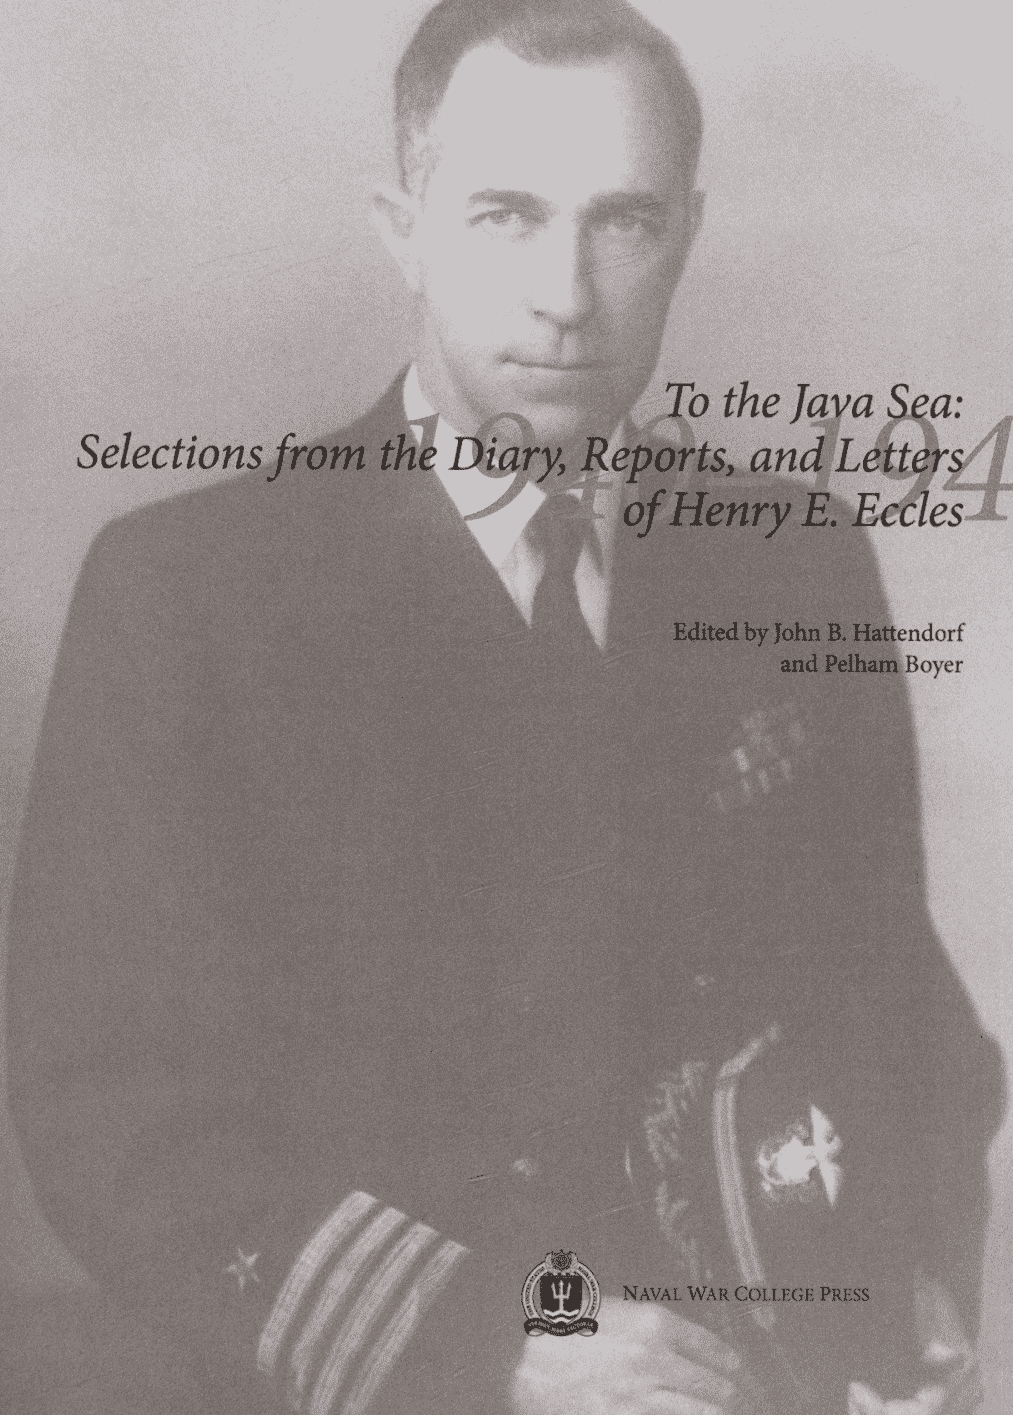 To the Java Sea:
Selections from the Diary, Reports, and Letters
of Henry E. Eccles
Edited by John B. Hattendorf
and Pelham Boyer
NAVAL WAR COLLEGE PRESS